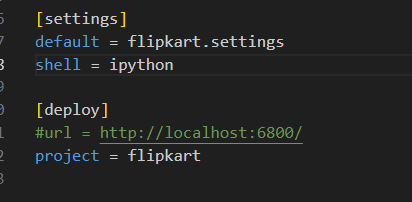 [settings]
default = flipkart.settings
shell = ipython
[deploy]
#url = http://localhost:6800/
project = flipkart